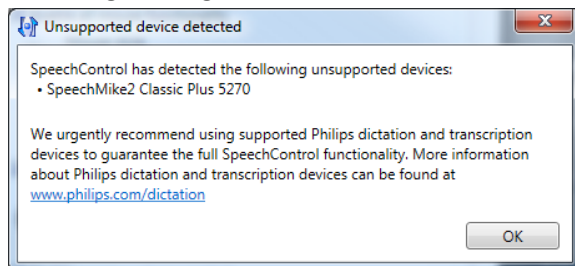 Unsupported device detected
SpeechControl has detected the following unsupported devices:
• SpeechMike2 Classic Plus 5270
We urgently recommend using supported Philips dictation and transcription
devices to guarantee the full SpeechControl functionality. More information
about Philips dictation and transcription devices can be found at
www.philips.com/dictation
OK